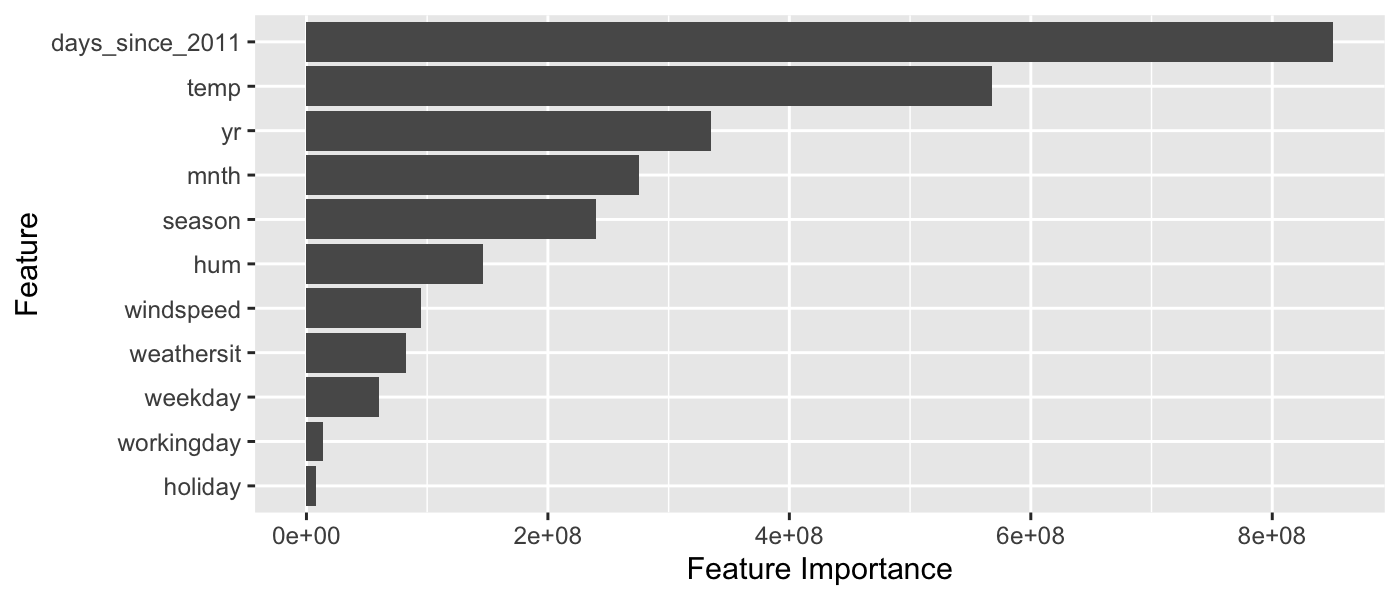 days_since_2011
temp
yr
mnth
season
hum
windspeed
weathersit
weekday
workingday
holiday
Feature
0e+00 2e+08 4e+08 6e+08 8e+08
Feature Importance